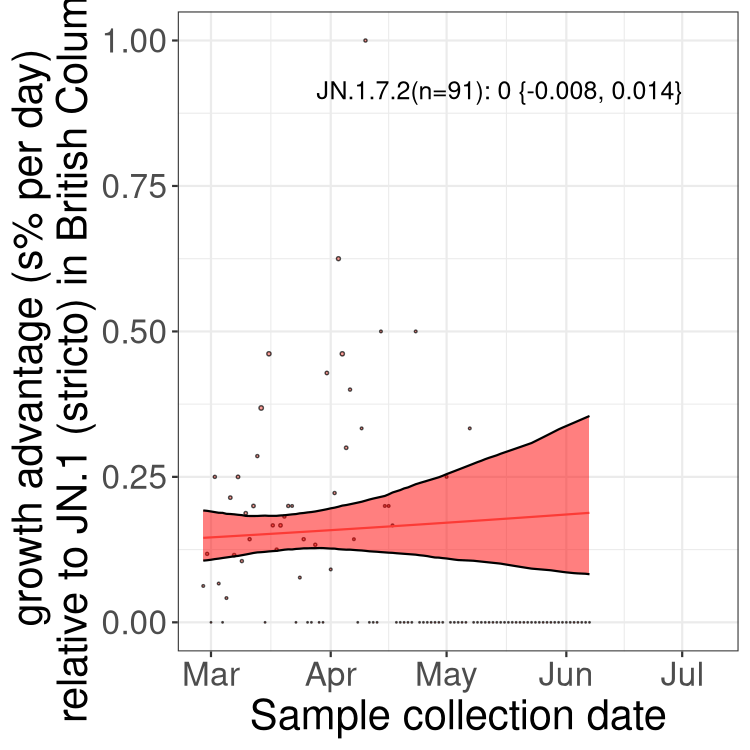 growth advantage (s% per day)
relative to JN.1 (stricto) in British Colum
1.00
0.75
0.50
0.25
0.00
JN.1.7.2(n=91): 0 {-0.008, 0.014}
Mar Apr May Jun Jul
Sample collection date